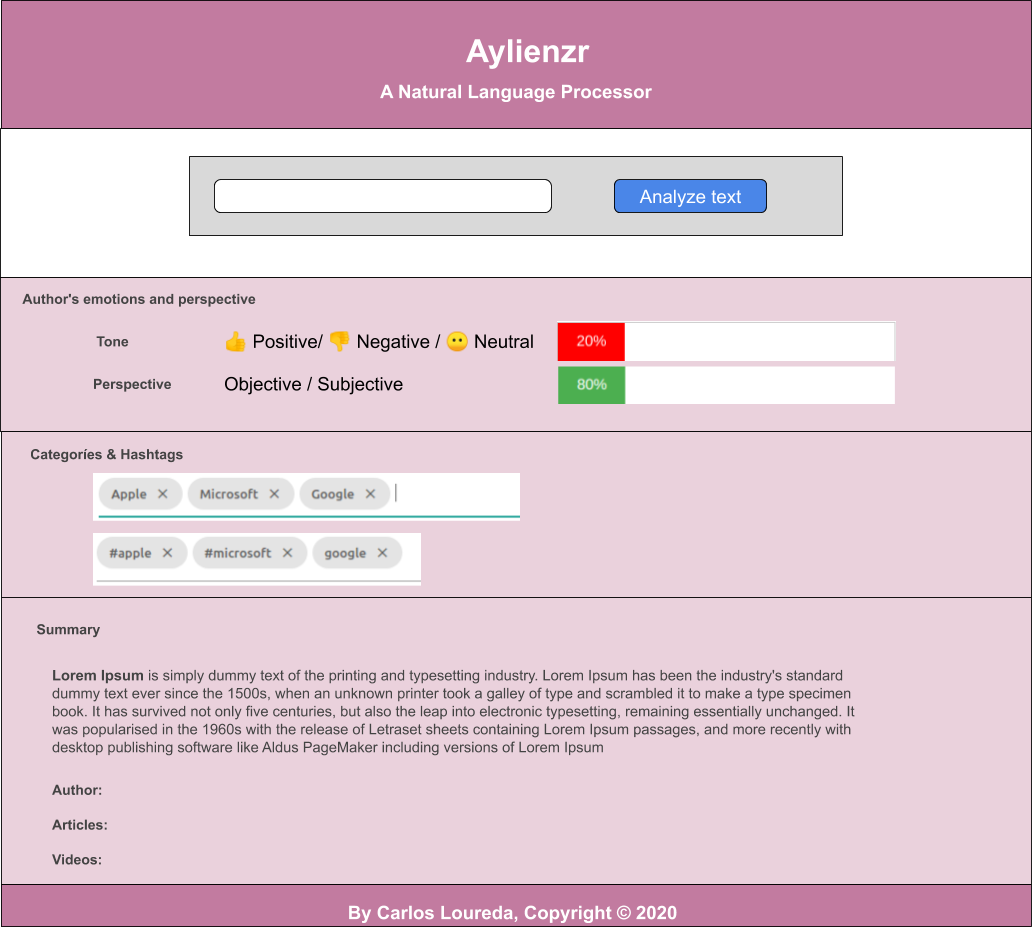 Aylienzr
A Natural Language Processor
Analyze text
Author's emotions and perspective
Tone 👍 Positive/ 👎 Negative / 😐 Neutral 20%
Perspective Objective / Subjective 80%
Categoríes & Hashtags
Apple ✕ Microsoft ✕ Google ✕
#apple ✕ #microsoft ✕ google ✕
Summary
Lorem Ipsum is simply dummy text of the printing and typesetting industry. Lorem Ipsum has been the industry's standard
dummy text ever since the 1500s, when an unknown printer took a galley of type and scrambled it to make a type specimen
book. It has survived not only five centuries, but also the leap into electronic typesetting, remaining essentially unchanged. It
was popularised in the 1960s with the release of Letraset sheets containing Lorem Ipsum passages, and more recently with
desktop publishing software like Aldus PageMaker including versions of Lorem Ipsum
Author:
Articles:
Videos:
By Carlos Loureda, Copyright © 2020